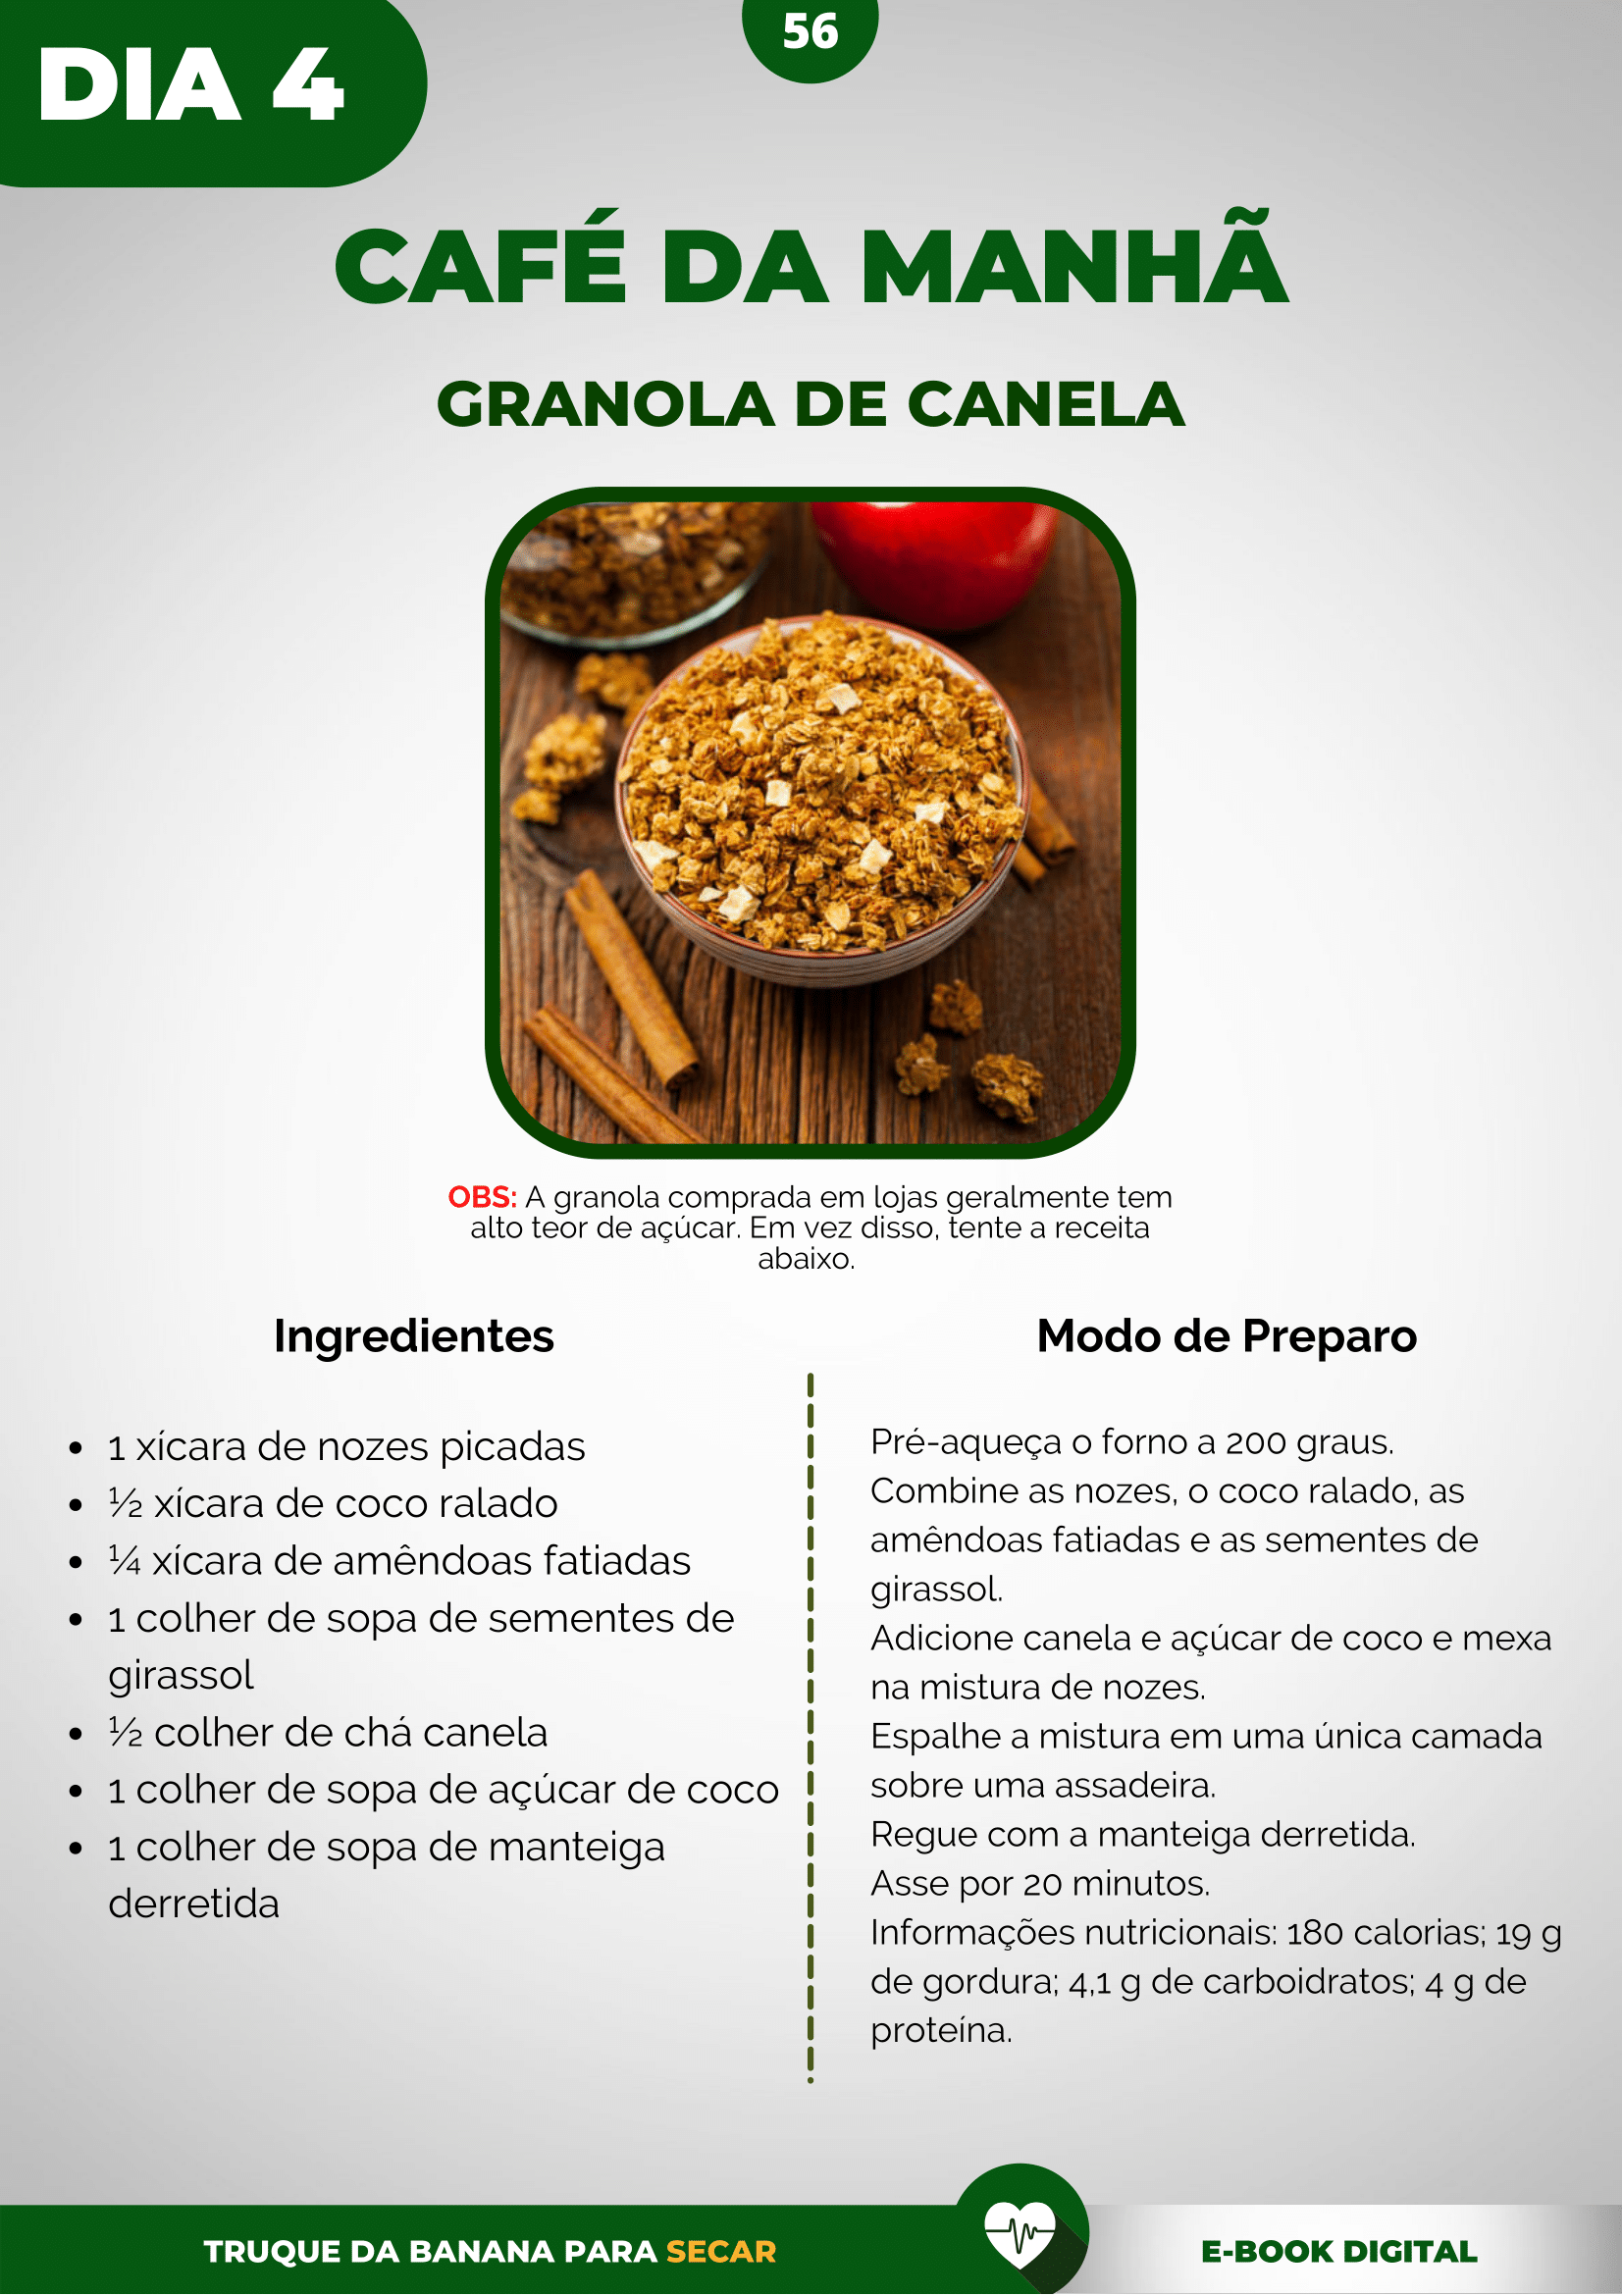 DIA 4
56
CAFÉ DA MANHÃ
GRANOLA DE CANELA
OBS: A granola comprada em lojas geralmente tem
alto teor de açúcar. Em vez disso, tente a receita
abaixo.
Ingredientes
• 1 xícara de nozes picadas
• ½ xícara de coco ralado
• ¼ xícara de amêndoas fatiadas
• 1 colher de sopa de sementes de
girassol
• ½ colher de chá canela
• 1 colher de sopa de açúcar de coco
• 1 colher de sopa de manteiga
derretida
Modo de Preparo
Pré-aqueça o forno a 200 graus.
Combine as nozes, o coco ralado, as
amêndoas fatiadas e as sementes de
girassol.
Adicione canela e açúcar de coco e mexa
na mistura de nozes.
Espalhe a mistura em uma única camada
sobre uma assadeira.
Regue com a manteiga derretida.
Asse por 20 minutos.
Informações nutricionais: 180 calorias; 19 g
de gordura; 4,1 g de carboidratos; 4 g de
proteína.
TRUQUE DA BANANA PARA SECAR
E-BOOK DIGITAL